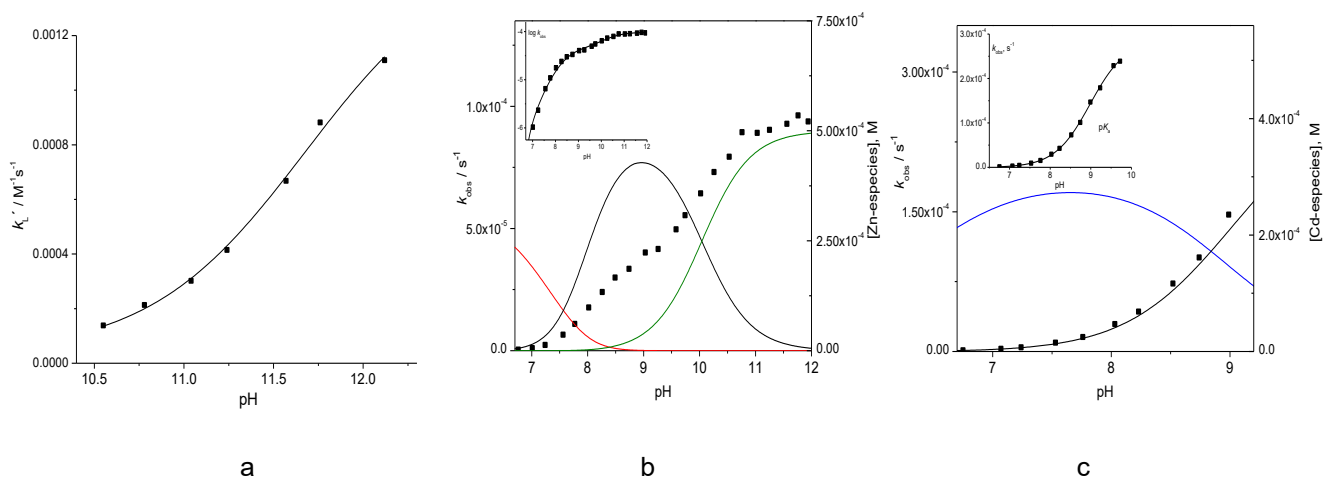 0.0012
0.0008
0.0004
0.0000
k_L´ / M⁻¹s⁻¹
10.5 11.0 11.5 12.0
pH
a
1.0x10⁻⁴
5.0x10⁻⁵
0.0
k_obs / s⁻¹
7 8 9 10 11 12
pH
7.50x10⁻⁴
5.00x10⁻⁴
2.50x10⁻⁴
0.00
[Zn-especies], M
log k_obs
-4
-5
-6
7 8 9 10 11 12
pH
b
3.00x10⁻⁴
1.50x10⁻⁴
0.00
k_obs / s⁻¹
7 8 9
pH
4.0x10⁻⁴
2.0x10⁻⁴
0.0
[Cd-especies], M
k_obs, s⁻¹
3.0x10⁻⁴
2.0x10⁻⁴
1.0x10⁻⁴
0.0
pK_a
7 8 9 10
pH
c